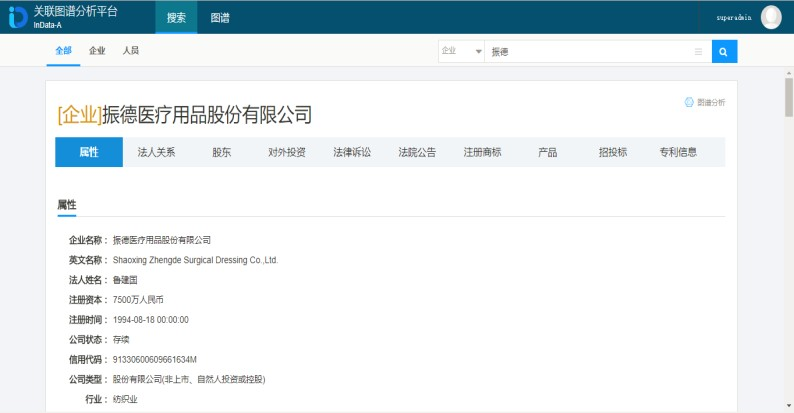 关联图谱分析平台
InData-A
搜索
图谱
superadmin
全部
企业
人员
企业
振德
[企业]振德医疗用品股份有限公司
图谱分析
属性
法人关系
股东
对外投资
法律诉讼
法院公告
注册商标
产品
招投标
专利信息
属性
企业名称： 振德医疗用品股份有限公司
英文名称： Shaoxing Zhengde Surgical Dressing Co.,Ltd.
法人姓名： 鲁建国
注册资本： 7500万人民币
注册时间： 1994-08-18 00:00:00
公司状态： 存续
信用代码： 91330600609661634M
公司类型： 股份有限公司(非上市、自然人投资或控股)
行业： 纺织业